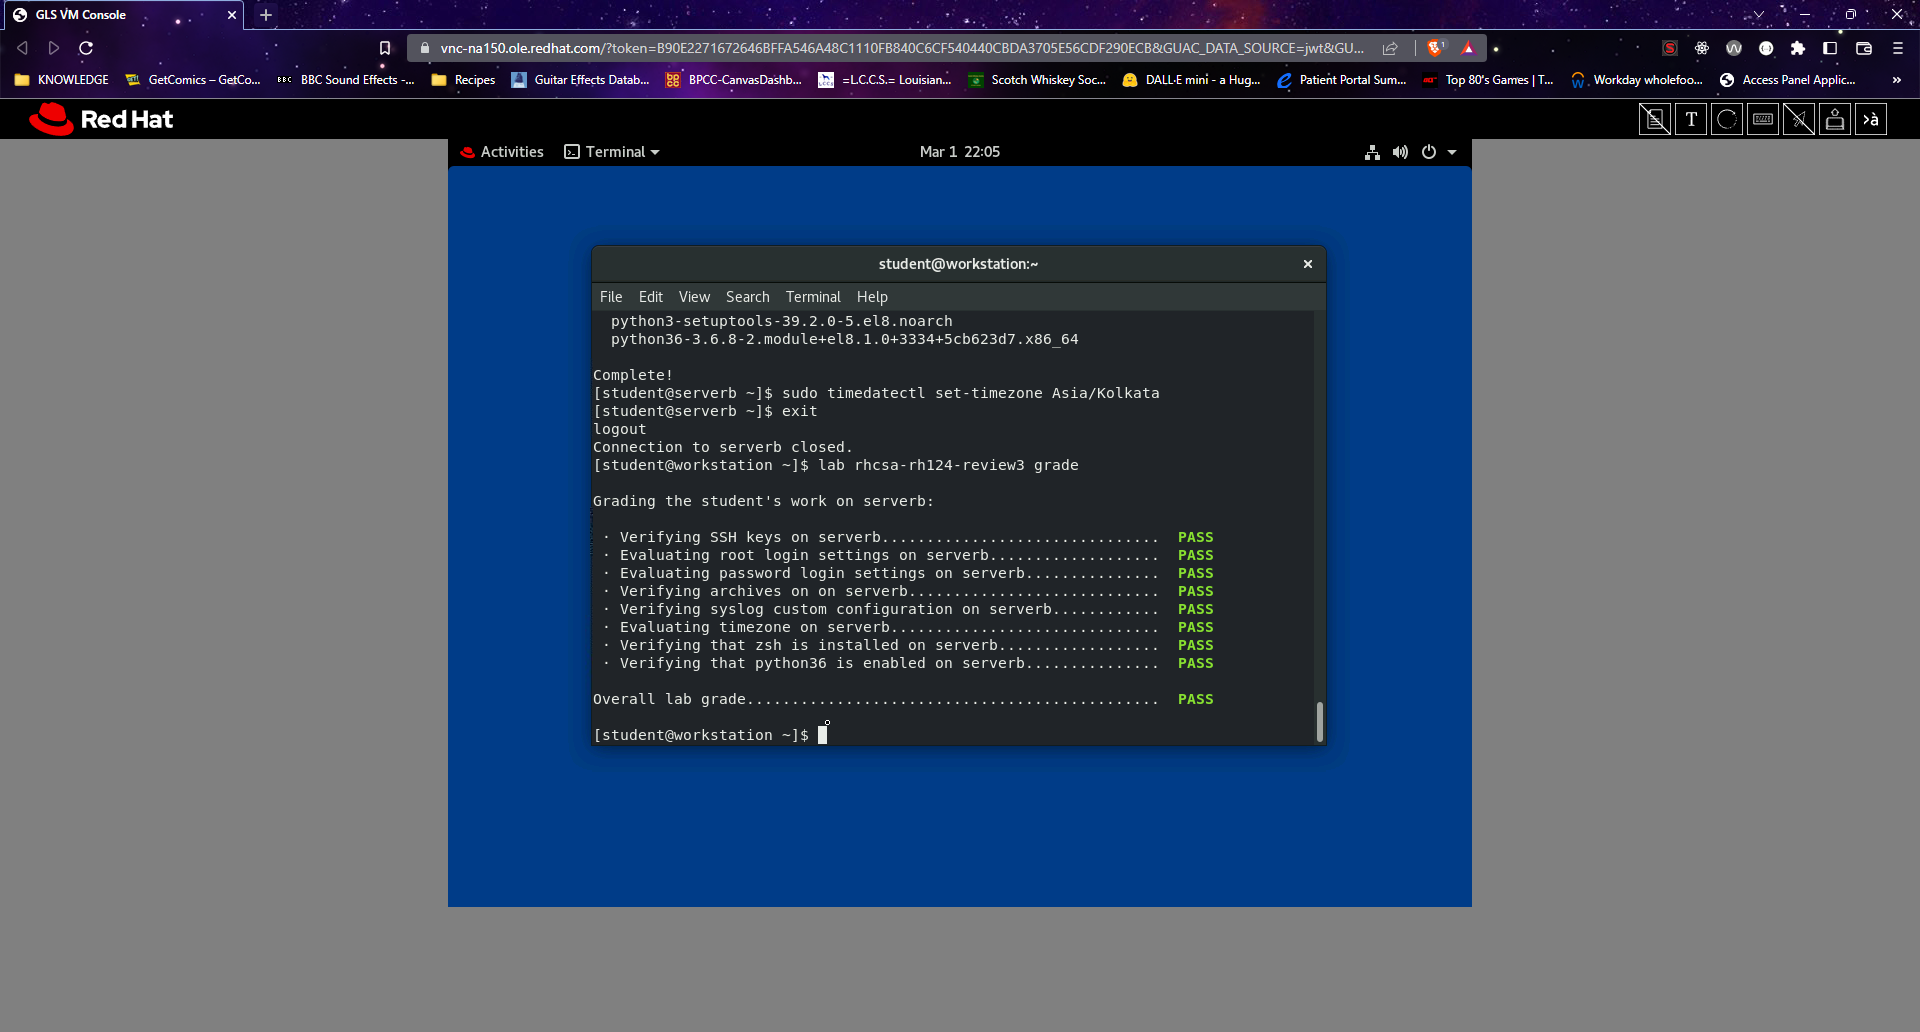 GLS VM Console
vnc-na150.ole.redhat.com/?token=B90E2271672646BFFA546A48C1110FB840C6CF540440CBDA3705E56CDF290ECB&GUAC_DATA_SOURCE=jwt&GU...
KNOWLEDGE GetComics – GetCo... BBC BBC Sound Effects -... Recipes Guitar Effects Datab... BPCC-CanvasDashb... =L.C.C.S.= Louisian... Scotch Whiskey Soc... DALL·E mini - a Hug... Patient Portal Sum... Top 80's Games | T... Workday wholefoo... Access Panel Applic... »
Red Hat T ›à
Activities Terminal Mar 1 22:05
student@workstation:~
File Edit View Search Terminal Help
python3-setuptools-39.2.0-5.el8.noarch
python36-3.6.8-2.module+el8.1.0+3334+5cb623d7.x86_64
Complete!
[student@serverb ~]$ sudo timedatectl set-timezone Asia/Kolkata
[student@serverb ~]$ exit
logout
Connection to serverb closed.
[student@workstation ~]$ lab rhcsa-rh124-review3 grade
Grading the student's work on serverb:
· Verifying SSH keys on serverb............................... PASS
· Evaluating root login settings on serverb................... PASS
· Evaluating password login settings on serverb............... PASS
· Verifying archives on on serverb............................ PASS
· Verifying syslog custom configuration on serverb............ PASS
· Evaluating timezone on serverb.............................. PASS
· Verifying that zsh is installed on serverb.................. PASS
· Verifying that python36 is enabled on serverb............... PASS
Overall lab grade.............................................. PASS
[student@workstation ~]$